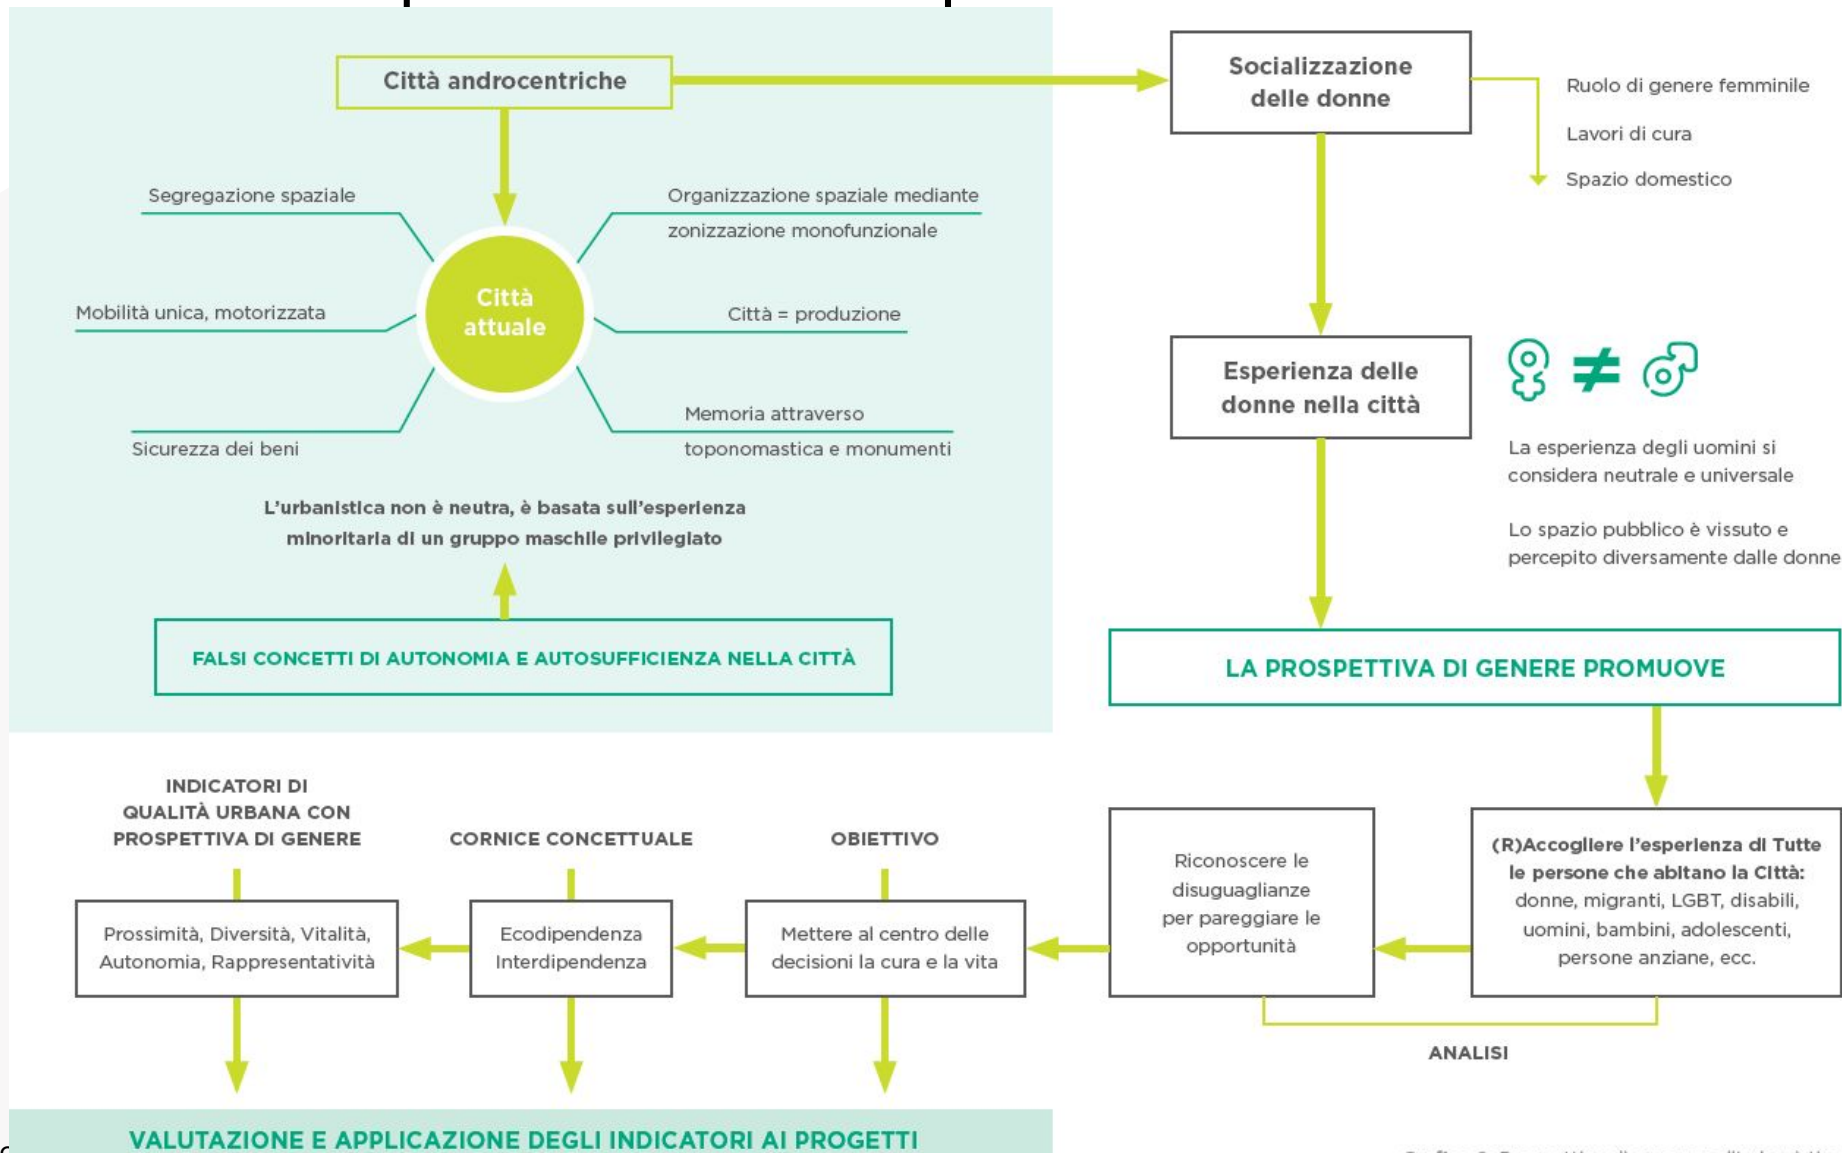 Città androcentriche
Segregazione spaziale
Organizzazione spaziale mediante
zonizzazione monofunzionale
Mobilità unica, motorizzata
Città
attuale
Città = produzione
Sicurezza dei beni
Memoria attraverso
toponomastica e monumenti
L'urbanistica non è neutra, è basata sull'esperienza
minoritaria di un gruppo maschile privilegiato
FALSI CONCETTI DI AUTONOMIA E AUTOSUFFICIENZA NELLA CITTÀ
Socializzazione
delle donne
Ruolo di genere femminile
Lavori di cura
Spazio domestico
Esperienza delle
donne nella città
≠
La esperienza degli uomini si
considera neutrale e universale
Lo spazio pubblico è vissuto e
percepito diversamente dalle donne
LA PROSPETTIVA DI GENERE PROMUOVE
(R)Accogliere l'esperienza di Tutte
le persone che abitano la Città:
donne, migranti, LGBT, disabili,
uomini, bambini, adolescenti,
persone anziane, ecc.
Riconoscere le
disuguaglianze
per pareggiare le
opportunità
ANALISI
OBIETTIVO
Mettere al centro delle
decisioni la cura e la vita
CORNICE CONCETTUALE
Ecodipendenza
Interdipendenza
INDICATORI DI
QUALITÀ URBANA CON
PROSPETTIVA DI GENERE
Prossimità, Diversità, Vitalità,
Autonomia, Rappresentatività
VALUTAZIONE E APPLICAZIONE DEGLI INDICATORI AI PROGETTI